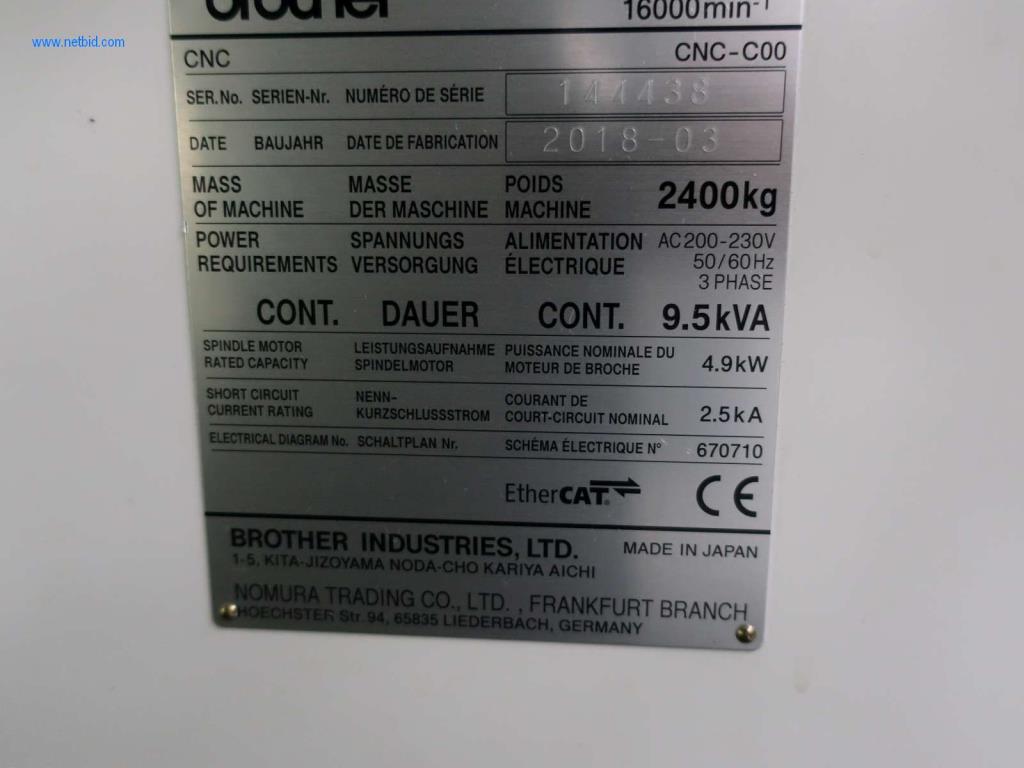 www.netbid.com
brother
16000min-1
CNC CNC-C00
SER.No. SERIEN-Nr. NUMÉRO DE SÉRIE 144438
DATE BAUJAHR DATE DE FABRICATION 2018-03
MASS MASSE POIDS 2400kg
OF MACHINE DER MASCHINE MACHINE
POWER SPANNUNGS ALIMENTATION AC200-230V
REQUIREMENTS VERSORGUNG ÉLECTRIQUE 50/60Hz
3 PHASE
CONT. DAUER CONT. 9.5kVA
SPINDLE MOTOR LEISTUNGSAUFNAHME PUISSANCE NOMINALE DU
RATED CAPACITY SPINDELMOTOR MOTEUR DE BROCHE 4.9kW
SHORT CIRCUIT NENN- COURANT DE
CURRENT RATING KURZSCHLUSSSTROM COURT-CIRCUIT NOMINAL 2.5kA
ELECTRICAL DIAGRAM No. SCHALTPLAN Nr. SCHÉMA ÉLECTRIQUE N° 670710
EtherCAT® CE
BROTHER INDUSTRIES, LTD. MADE IN JAPAN
1-5, KITA-JIZOYAMA NODA-CHO KARIYA AICHI
NOMURA TRADING CO., LTD. , FRANKFURT BRANCH
HOECHSTER Str. 94, 65835 LIEDERBACH, GERMANY